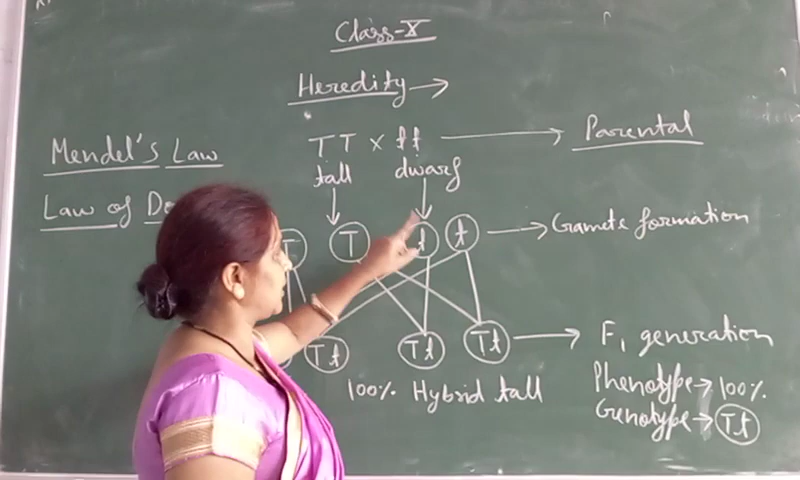 Class-X
Heredity →
Mendel's Law
TT × tt → Parental
tall dwarf
Law of
T T t t → Gamete formation
Tt Tt Tt → F1 generation
100% Hybrid tall
Phenotype → 100%
Genotype → Tt